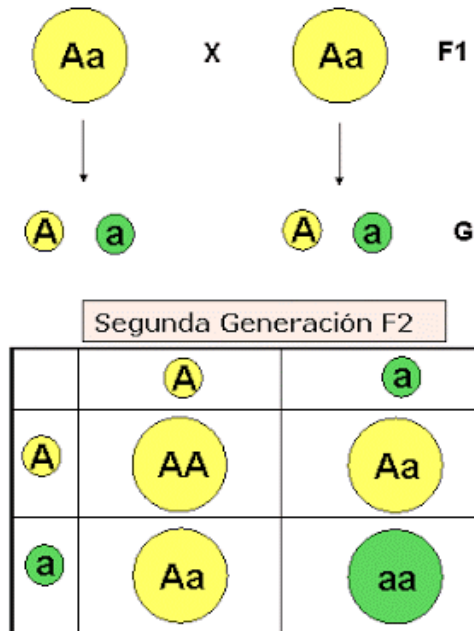 Aa X Aa F1
A a A a G
Segunda Generación F2
A a
A AA Aa
a Aa aa